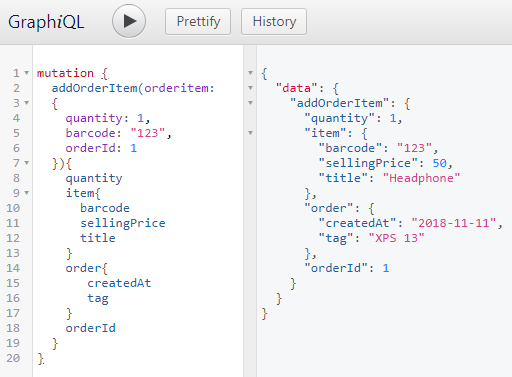 GraphiQL Prettify History
1 mutation {
2 addOrderItem(orderitem:
3 {
4 quantity: 1,
5 barcode: "123",
6 orderId: 1
7 }){
8 quantity
9 item{
10 barcode
11 sellingPrice
12 title
13 }
14 order{
15 createdAt
16 tag
17 }
18 orderId
19 }
20 }
{
"data": {
"addOrderItem": {
"quantity": 1,
"item": {
"barcode": "123",
"sellingPrice": 50,
"title": "Headphone"
},
"order": {
"createdAt": "2018-11-11",
"tag": "XPS 13"
},
"orderId": 1
}
}
}